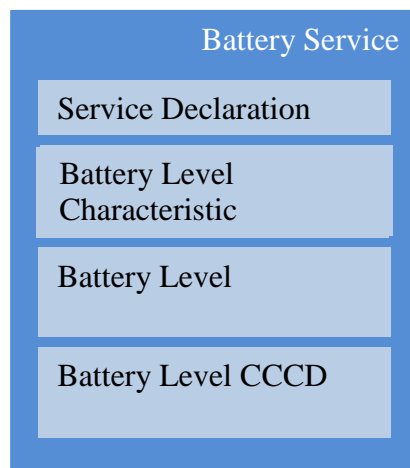 Battery Service
Service Declaration
Battery Level
Characteristic
Battery Level
Battery Level CCCD